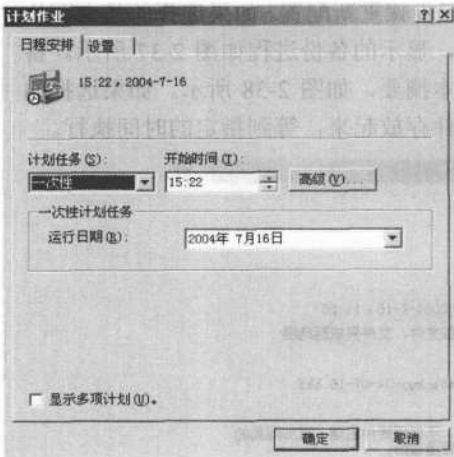 计划作业
日程安排 设置
15:22，2004-7-16
计划任务(S)： 开始时间(T)：
一次性 15:22 高级(V)...
一次性计划任务
运行日期(R)： 2004年 7月16日
显示多项计划(U)。
确定 取消